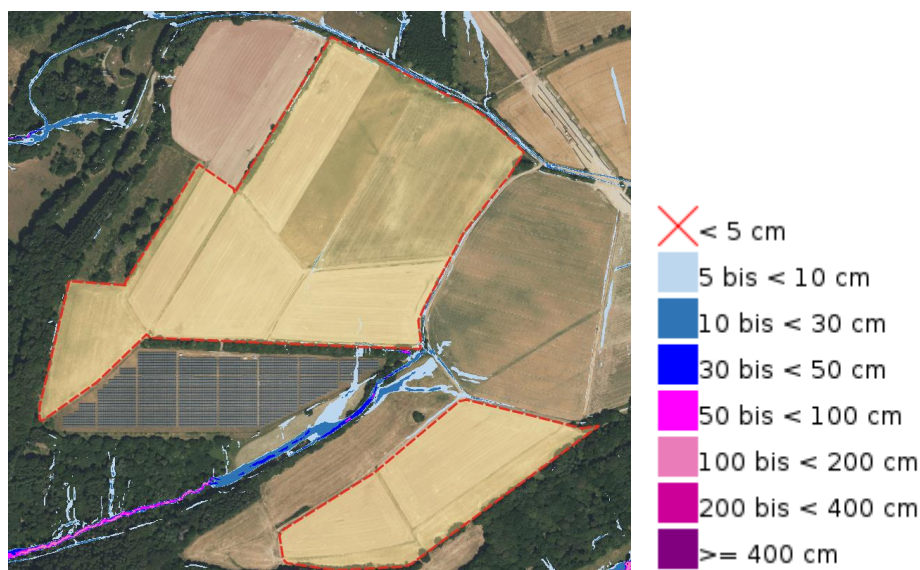 < 5 cm
5 bis < 10 cm
10 bis < 30 cm
30 bis < 50 cm
50 bis < 100 cm
100 bis < 200 cm
200 bis < 400 cm
>= 400 cm